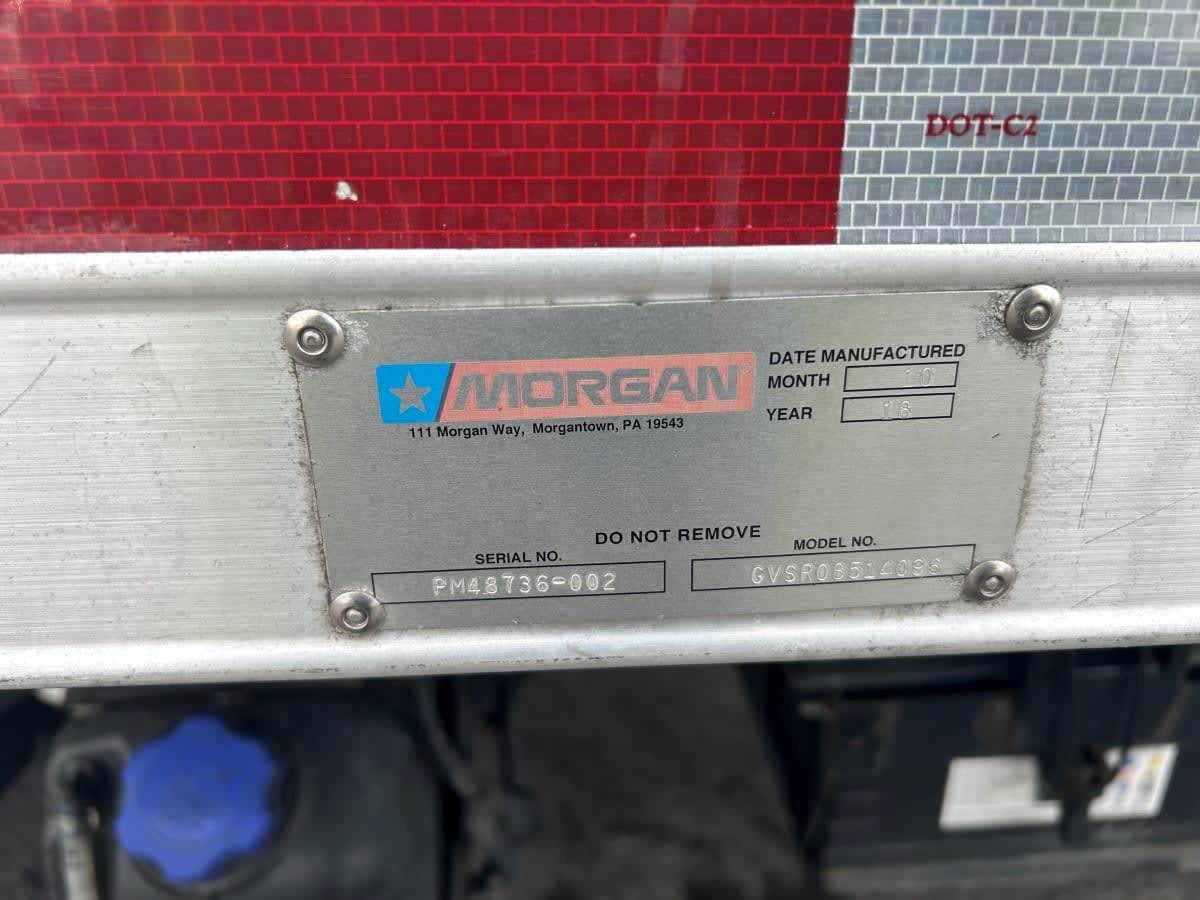 DOT-C2
MORGAN
111 Morgan Way, Morgantown, PA 19543
DATE MANUFACTURED
MONTH 10
YEAR 18
DO NOT REMOVE
SERIAL NO.
PM48736-002
MODEL NO.
GVSR08514096